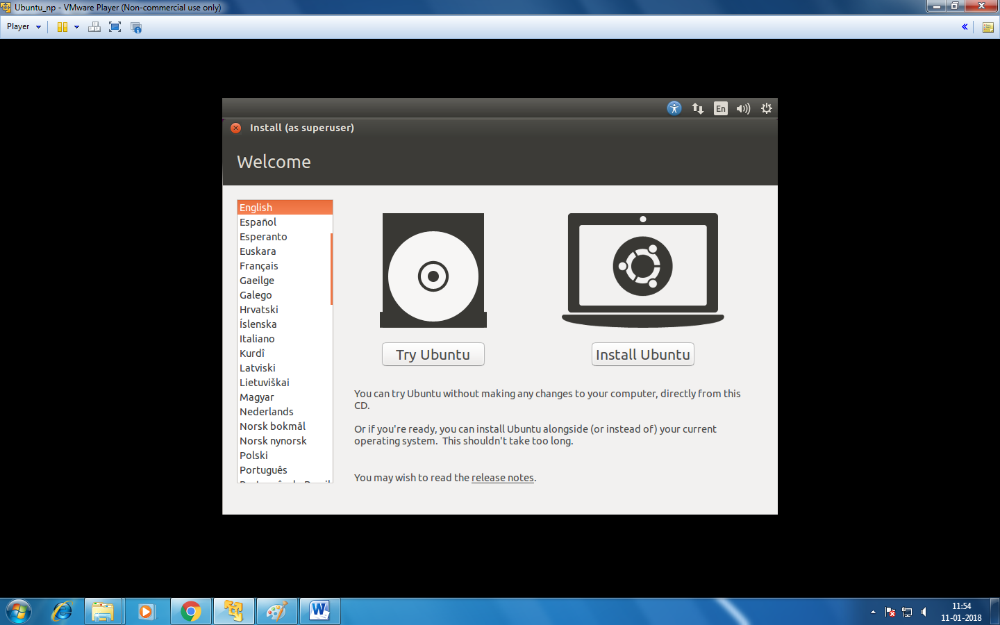 Ubuntu_np - VMware Player (Non-commercial use only)
Player
En
Install (as superuser)
Welcome
English
Español
Esperanto
Euskara
Français
Gaeilge
Galego
Hrvatski
Íslenska
Italiano
Kurdî
Latviski
Lietuviškai
Magyar
Nederlands
Norsk bokmål
Norsk nynorsk
Polski
Português
Try Ubuntu
Install Ubuntu
You can try Ubuntu without making any changes to your computer, directly from this
CD.
Or if you're ready, you can install Ubuntu alongside (or instead of) your current
operating system.  This shouldn't take too long.
You may wish to read the release notes.
W
11:54
11-01-2018